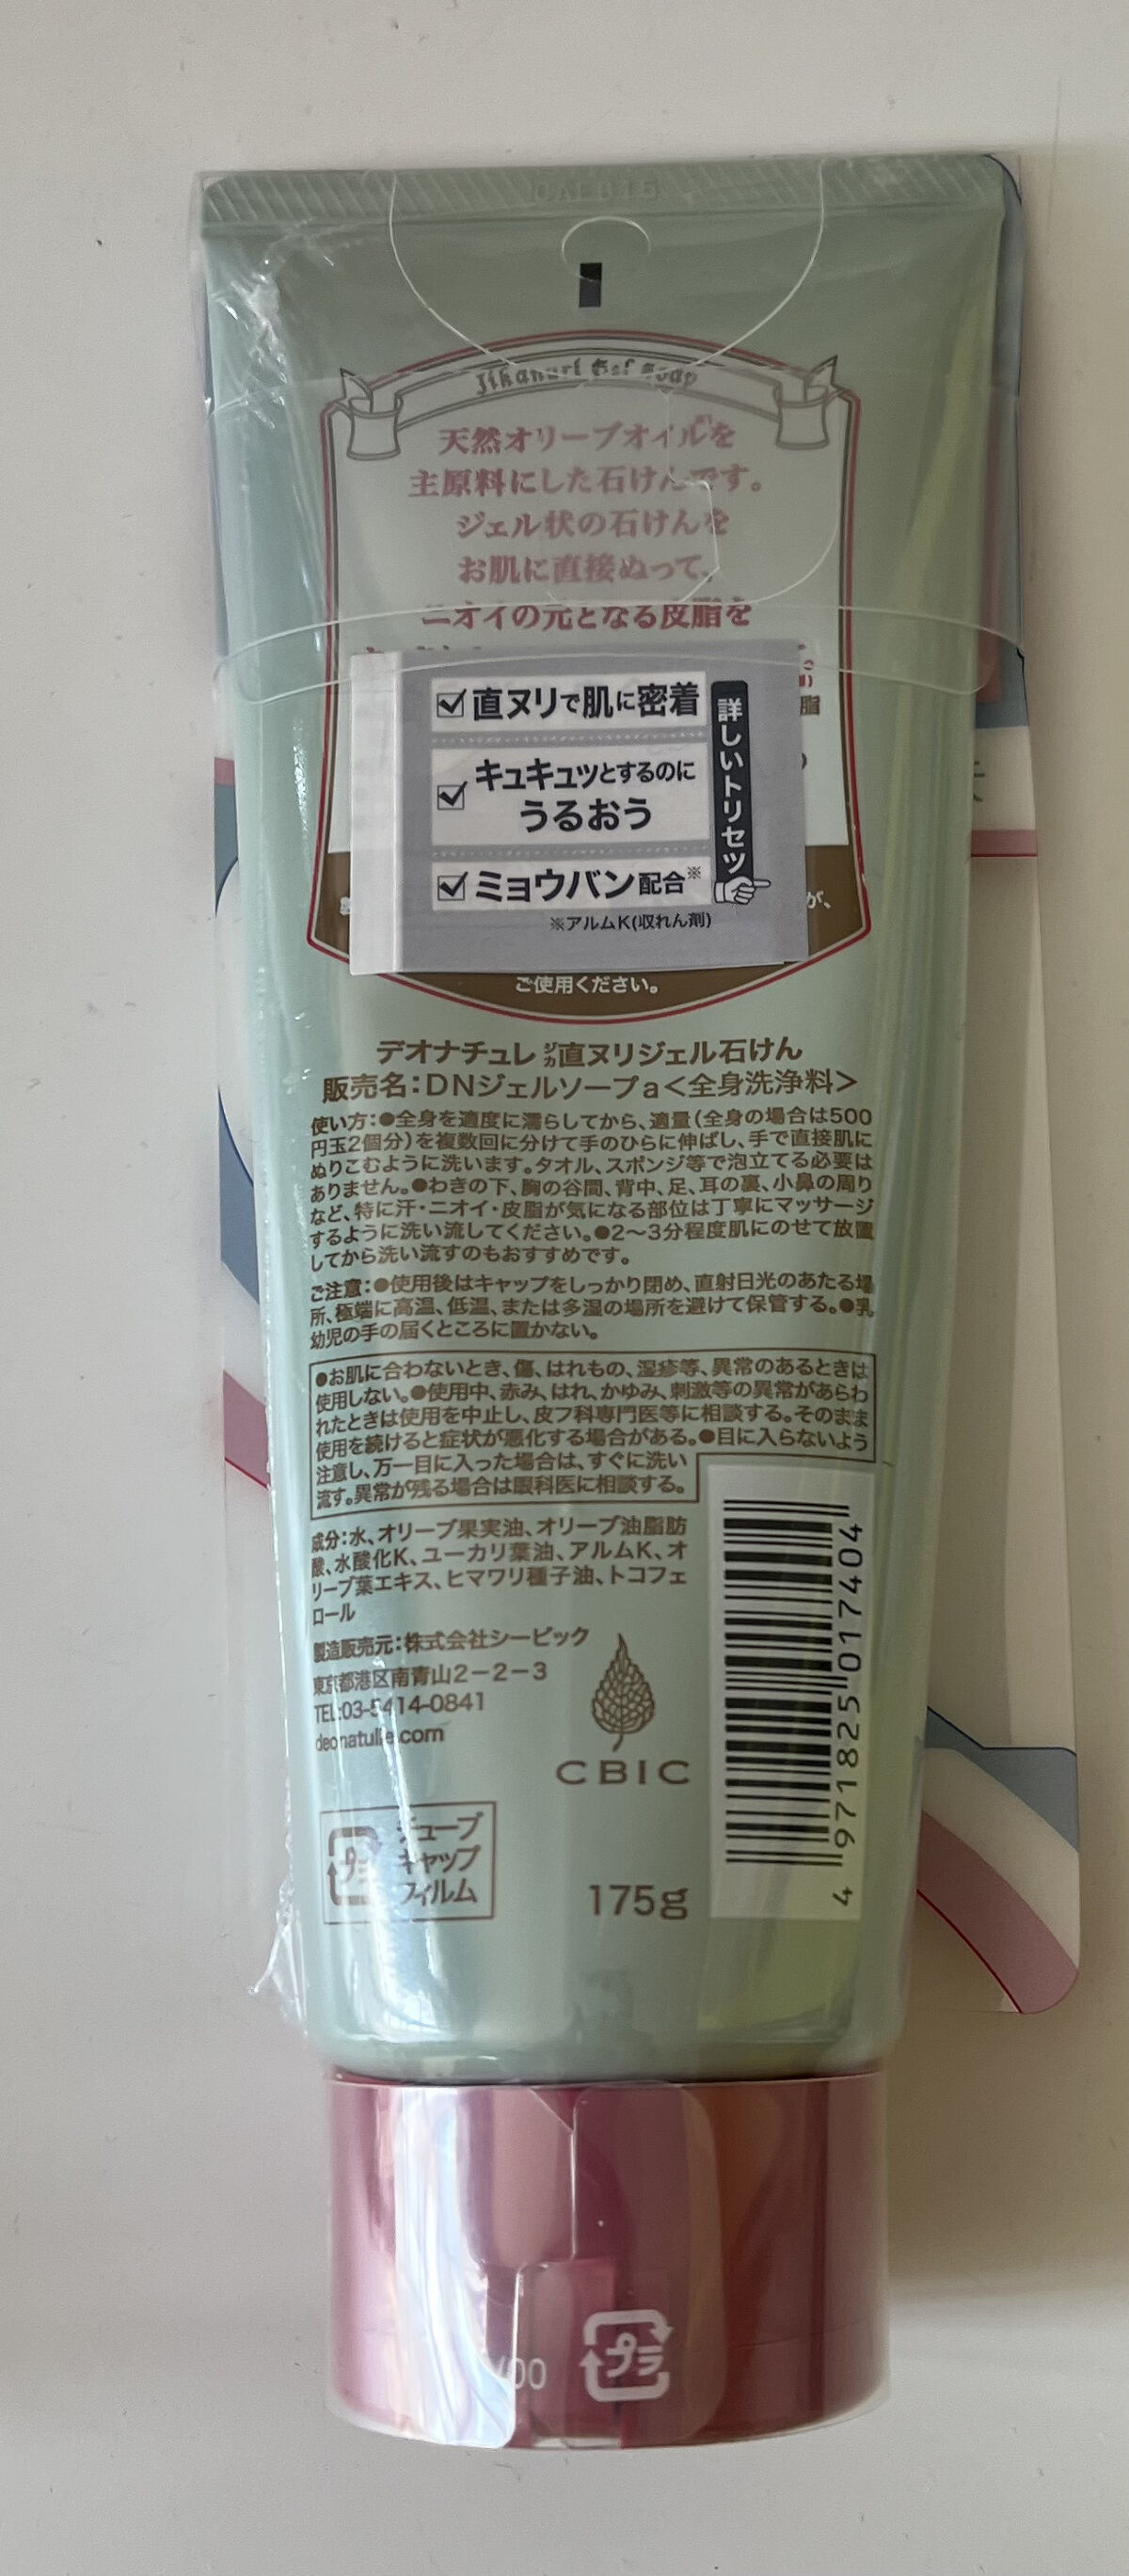 Jikanuri Gel Soap
天然オリーブオイルを
主原料にした石けんです。
ジェル状の石けんを
お肌に直接ぬって、
ニオイの元となる皮脂を
直ヌリで肌に密着
キュキュッとするのに
うるおう
ミョウバン配合※
※アルムK(収れん剤)
詳しいトリセツ
脂
が、
ご使用ください。
デオナチュレ 直ヌリジェル石けん
ジカ
販売名:DNジェルソープa<全身洗浄料>
使い方:●全身を適度に濡らしてから、適量(全身の場合は500
円玉2個分)を複数回に分けて手のひらに伸ばし、手で直接肌に
ぬりこむように洗います。タオル、スポンジ等で泡立てる必要は
ありません。●わきの下、胸の谷間、背中、足、耳の裏、小鼻の周り
など、特に汗・ニオイ・皮脂が気になる部位は丁寧にマッサージ
するように洗い流してください。●2〜3分程度肌にのせて放置
してから洗い流すのもおすすめです。
ご注意:●使用後はキャップをしっかり閉め、直射日光のあたる場
所、極端に高温、低温、または多湿の場所を避けて保管する。●乳
幼児の手の届くところに置かない。
●お肌に合わないとき、傷、はれもの、湿疹等、異常のあるときは
使用しない。●使用中、赤み、はれ、かゆみ、刺激等の異常があらわ
れたときは使用を中止し、皮フ科専門医等に相談する。そのまま
使用を続けると症状が悪化する場合がある。●目に入らないよう
注意し、万一目に入った場合は、すぐに洗い
流す。異常が残る場合は眼科医に相談する。
成分:水、オリーブ果実油、オリーブ油脂肪
酸、水酸化K、ユーカリ葉油、アルムK、オ
リーブ葉エキス、ヒマワリ種子油、トコフェ
ロール
製造販売元:株式会社シービック
東京都港区南青山2-2-3
TEL:03-5414-0841
deonatulle.com
CBIC
プラ
チューブ
キャップ
フィルム
175g
4 971825 017404
プラ